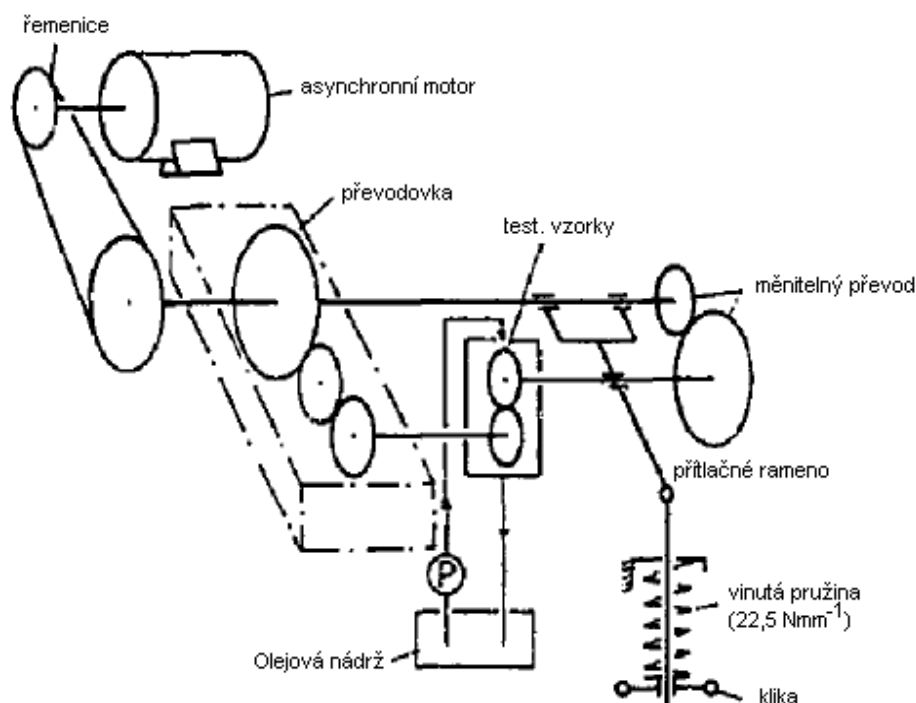 řemenice
asynchronní motor
převodovka
test. vzorky
měnitelný převod
přítlačné rameno
P
vinutá pružina
(22,5 Nmm⁻¹)
Olejová nádrž
klika